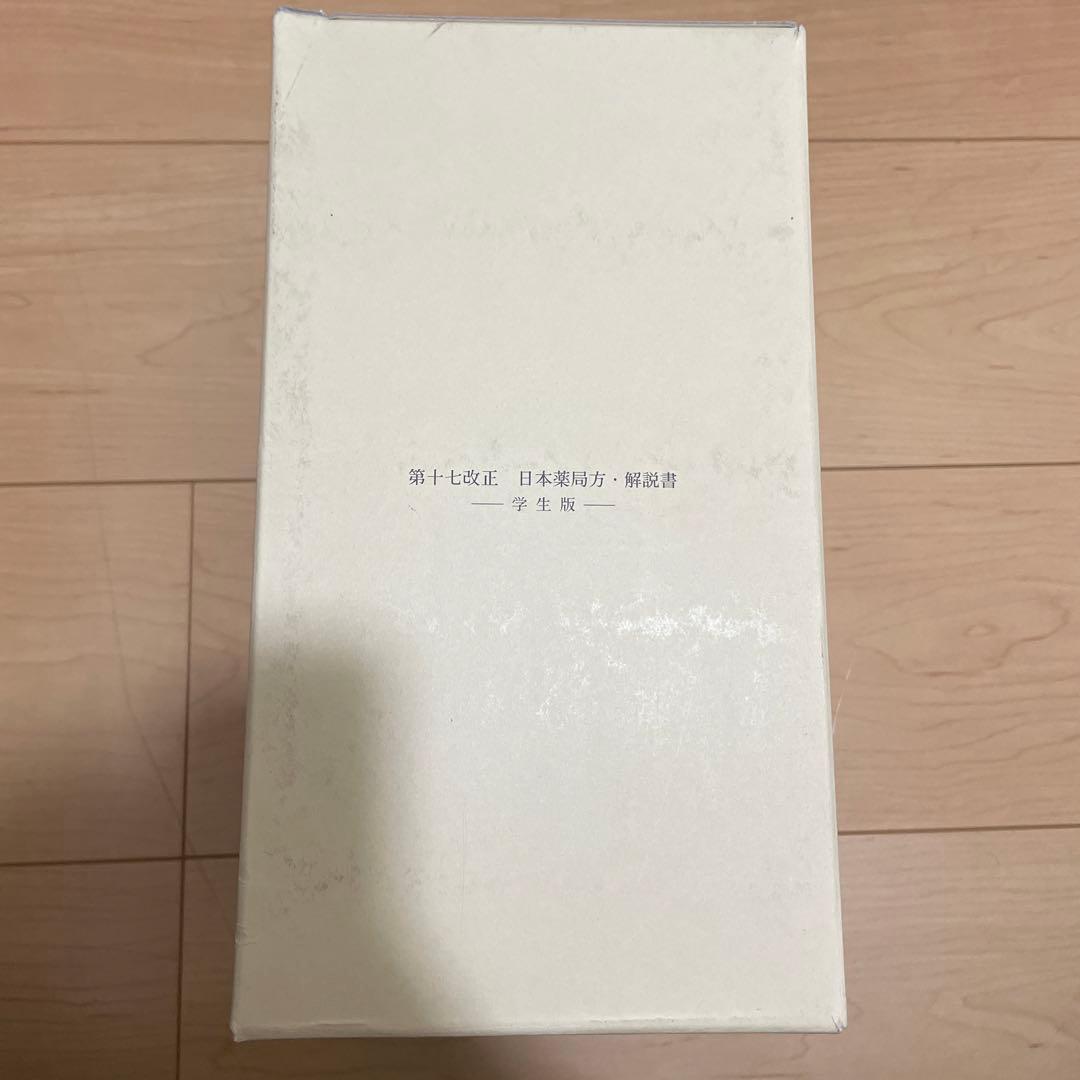 第十七改正　日本薬局方・解説書
── 学 生 版 ──